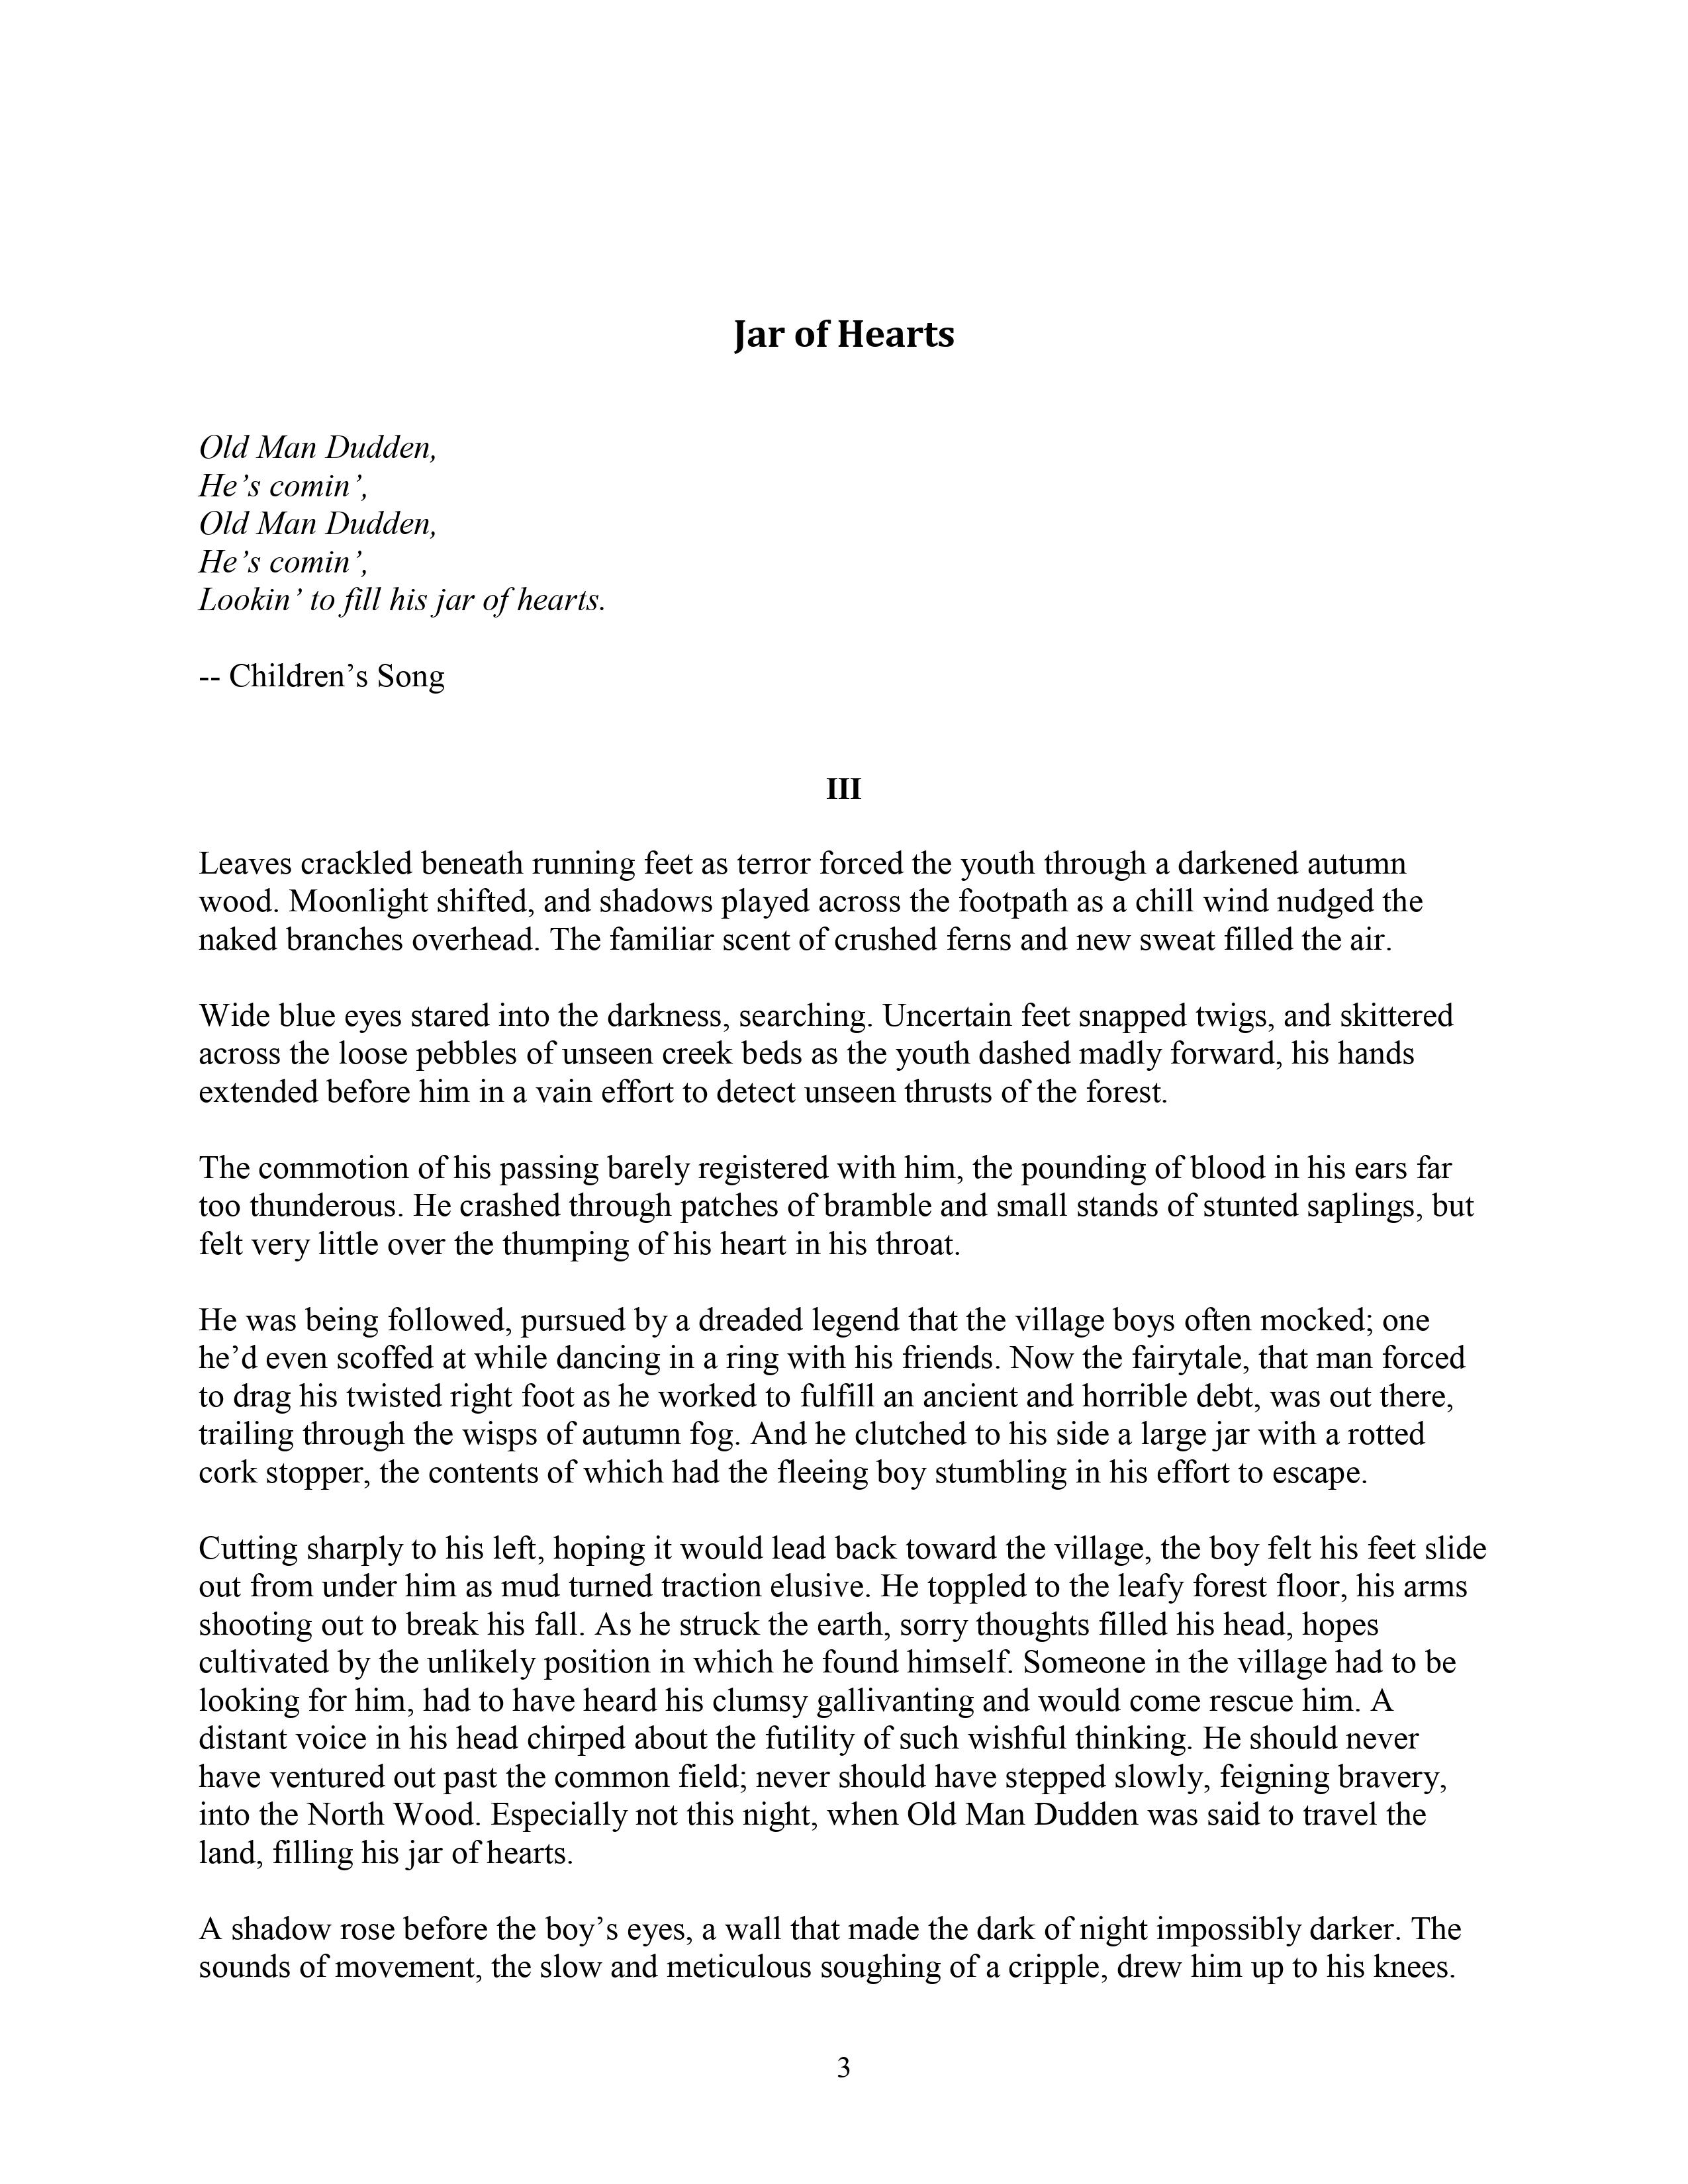 Jar of Hearts
Old Man Dudden,
He’s comin’,
Old Man Dudden,
He’s comin’,
Lookin’ to fill his jar of hearts.
-- Children’s Song
III
Leaves crackled beneath running feet as terror forced the youth through a darkened autumn
wood. Moonlight shifted, and shadows played across the footpath as a chill wind nudged the
naked branches overhead. The familiar scent of crushed ferns and new sweat filled the air.
Wide blue eyes stared into the darkness, searching. Uncertain feet snapped twigs, and skittered
across the loose pebbles of unseen creek beds as the youth dashed madly forward, his hands
extended before him in a vain effort to detect unseen thrusts of the forest.
The commotion of his passing barely registered with him, the pounding of blood in his ears far
too thunderous. He crashed through patches of bramble and small stands of stunted saplings, but
felt very little over the thumping of his heart in his throat.
He was being followed, pursued by a dreaded legend that the village boys often mocked; one
he’d even scoffed at while dancing in a ring with his friends. Now the fairytale, that man forced
to drag his twisted right foot as he worked to fulfill an ancient and horrible debt, was out there,
trailing through the wisps of autumn fog. And he clutched to his side a large jar with a rotted
cork stopper, the contents of which had the fleeing boy stumbling in his effort to escape.
Cutting sharply to his left, hoping it would lead back toward the village, the boy felt his feet slide
out from under him as mud turned traction elusive. He toppled to the leafy forest floor, his arms
shooting out to break his fall. As he struck the earth, sorry thoughts filled his head, hopes
cultivated by the unlikely position in which he found himself. Someone in the village had to be
looking for him, had to have heard his clumsy gallivanting and would come rescue him. A
distant voice in his head chirped about the futility of such wishful thinking. He should never
have ventured out past the common field; never should have stepped slowly, feigning bravery,
into the North Wood. Especially not this night, when Old Man Dudden was said to travel the
land, filling his jar of hearts.
A shadow rose before the boy’s eyes, a wall that made the dark of night impossibly darker. The
sounds of movement, the slow and meticulous soughing of a cripple, drew him up to his knees.
3